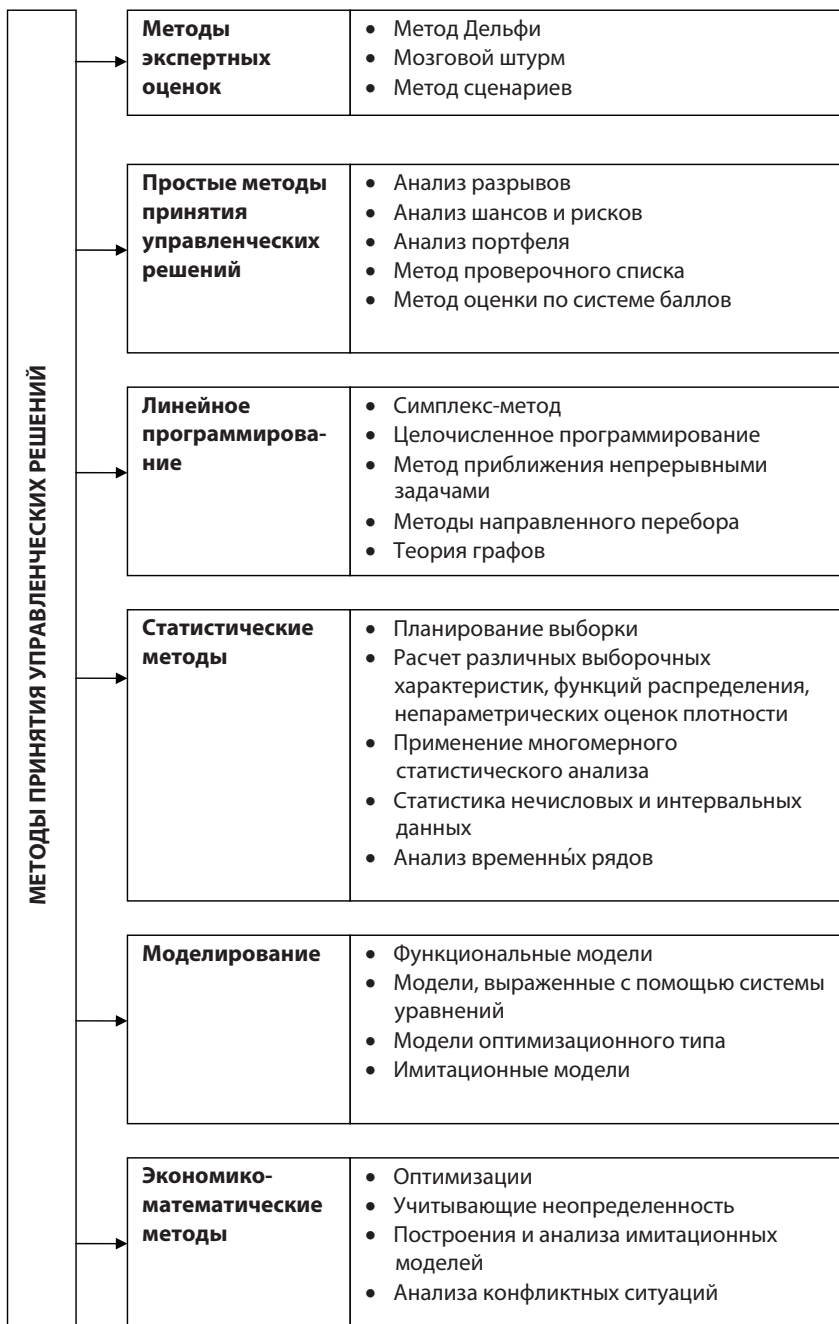 МЕТОДЫ ПРИНЯТИЯ УПРАВЛЕНЧЕСКИХ РЕШЕНИЙ
Методы
экспертных
оценок
• Метод Дельфи
• Мозговой штурм
• Метод сценариев
Простые методы
принятия
управленческих
решений
• Анализ разрывов
• Анализ шансов и рисков
• Анализ портфеля
• Метод проверочного списка
• Метод оценки по системе баллов
Линейное
программирова-
ние
• Симплекс-метод
• Целочисленное программирование
• Метод приближения непрерывными
задачами
• Методы направленного перебора
• Теория графов
Статистические
методы
• Планирование выборки
• Расчет различных выборочных
характеристик, функций распределения,
непараметрических оценок плотности
• Применение многомерного
статистического анализа
• Статистика нечисловых и интервальных
данных
• Анализ временны́х рядов
Моделирование
• Функциональные модели
• Модели, выраженные с помощью системы
уравнений
• Модели оптимизационного типа
• Имитационные модели
Экономико-
математические
методы
• Оптимизации
• Учитывающие неопределенность
• Построения и анализа имитационных
моделей
• Анализа конфликтных ситуаций